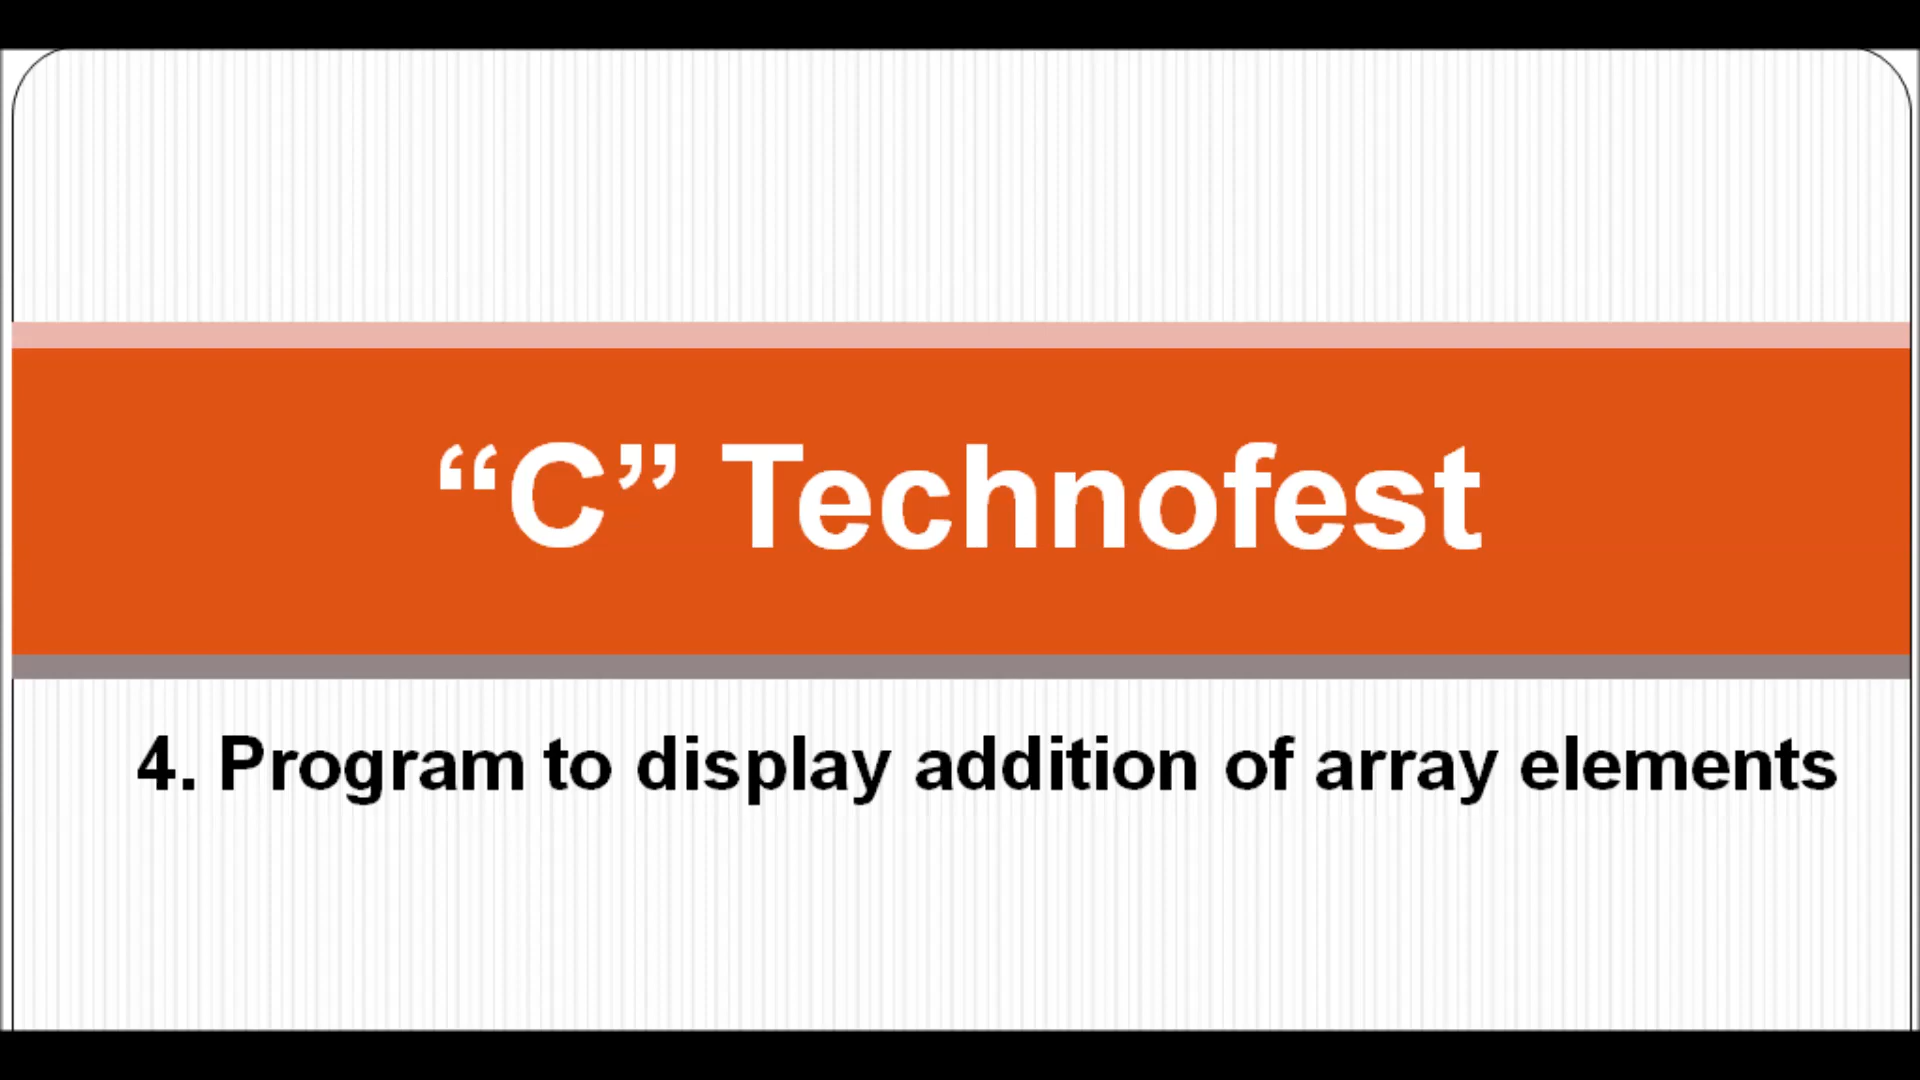 “C” Technofest
4. Program to display addition of array elements